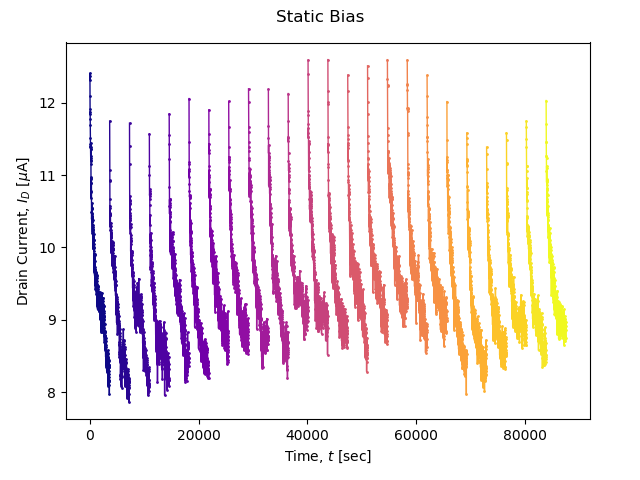 Static Bias
Drain Current, I_D [μA]
12
11
10
9
8
0 20000 40000 60000 80000
Time, t [sec]